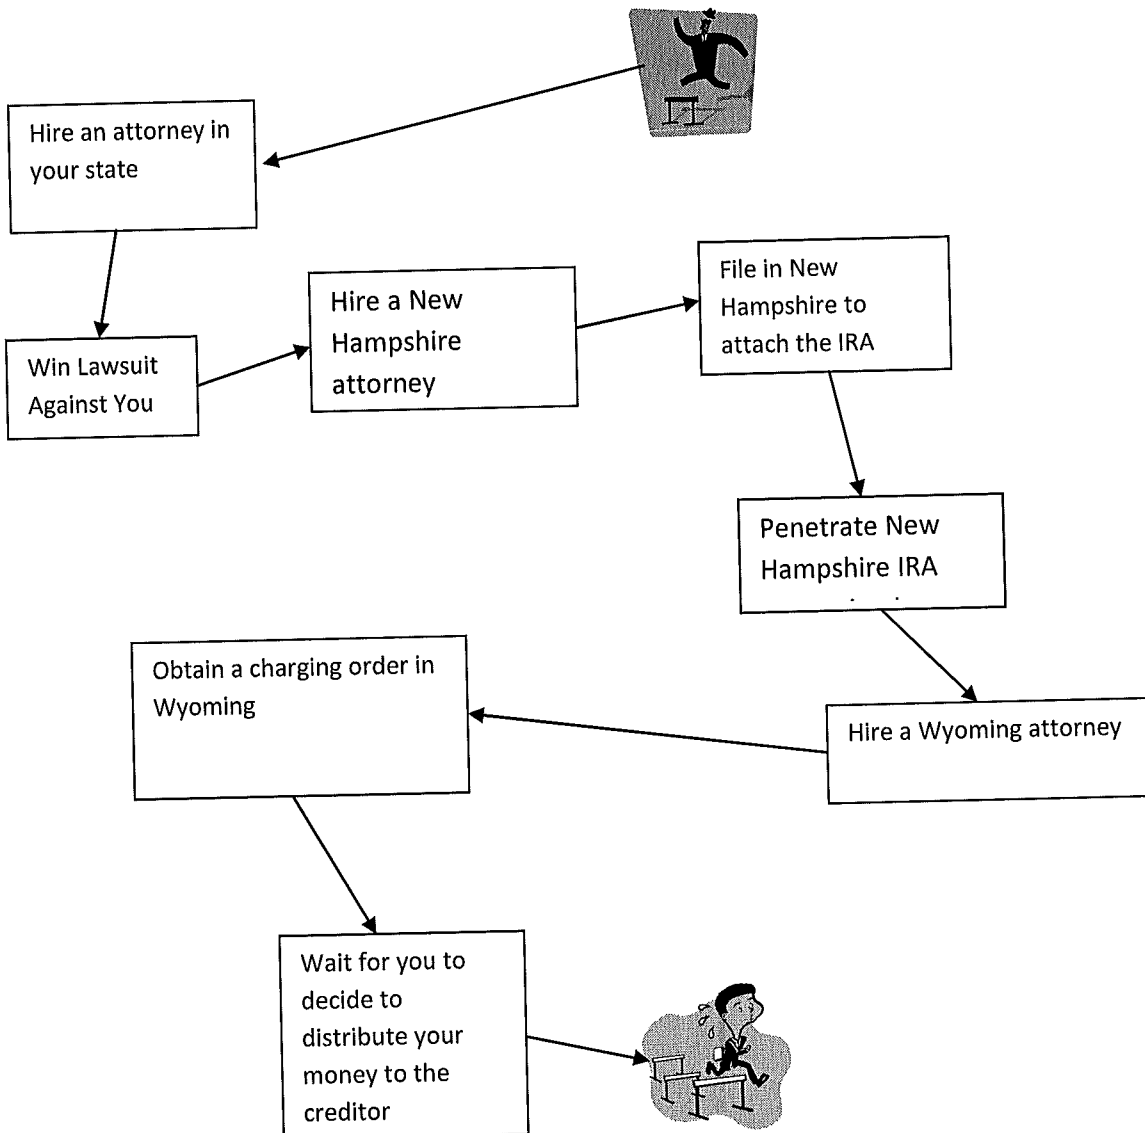 Hire an attorney in
your state
Win Lawsuit
Against You
Hire a New
Hampshire
attorney
File in New
Hampshire to
attach the IRA
Penetrate New
Hampshire IRA
Hire a Wyoming attorney
Obtain a charging order in
Wyoming
Wait for you to
decide to
distribute your
money to the
creditor